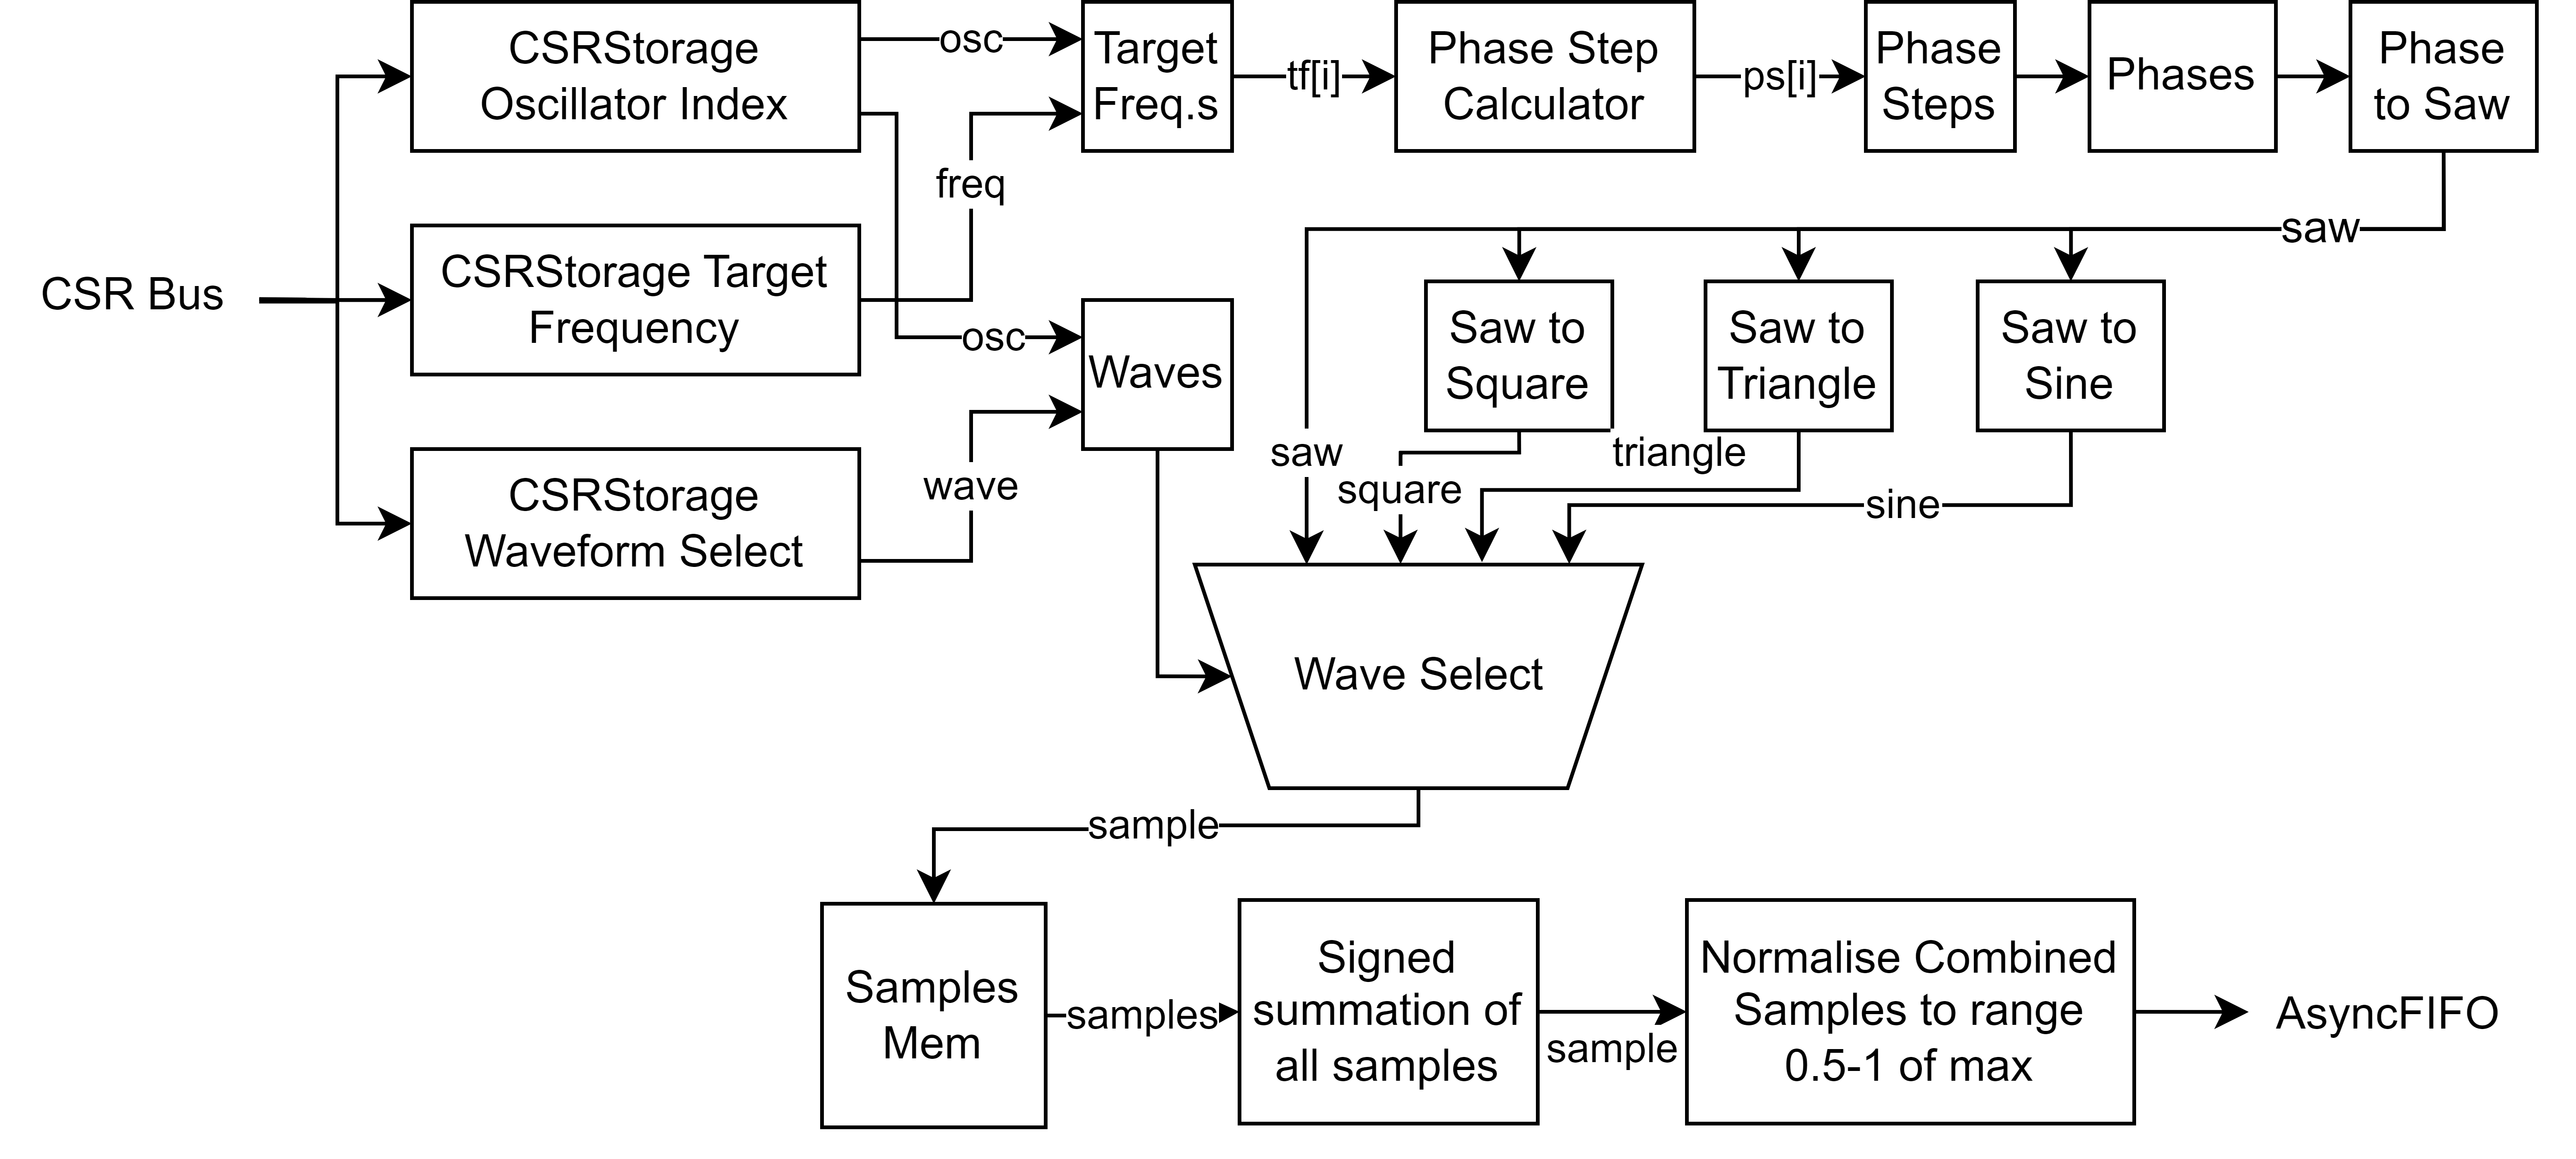 CSRStorage
Oscillator Index
osc
Target
Freq.s
tf[i]
Phase Step
Calculator
ps[i]
Phase
Steps
Phases
Phase
to Saw
freq
saw
CSR Bus
CSRStorage Target
Frequency
osc
Waves
Saw to
Square
Saw to
Triangle
Saw to
Sine
saw
square
triangle
sine
wave
CSRStorage
Waveform Select
Wave Select
sample
Samples
Mem
samples
Signed
summation of
all samples
sample
Normalise Combined
Samples to range
0.5-1 of max
AsyncFIFO